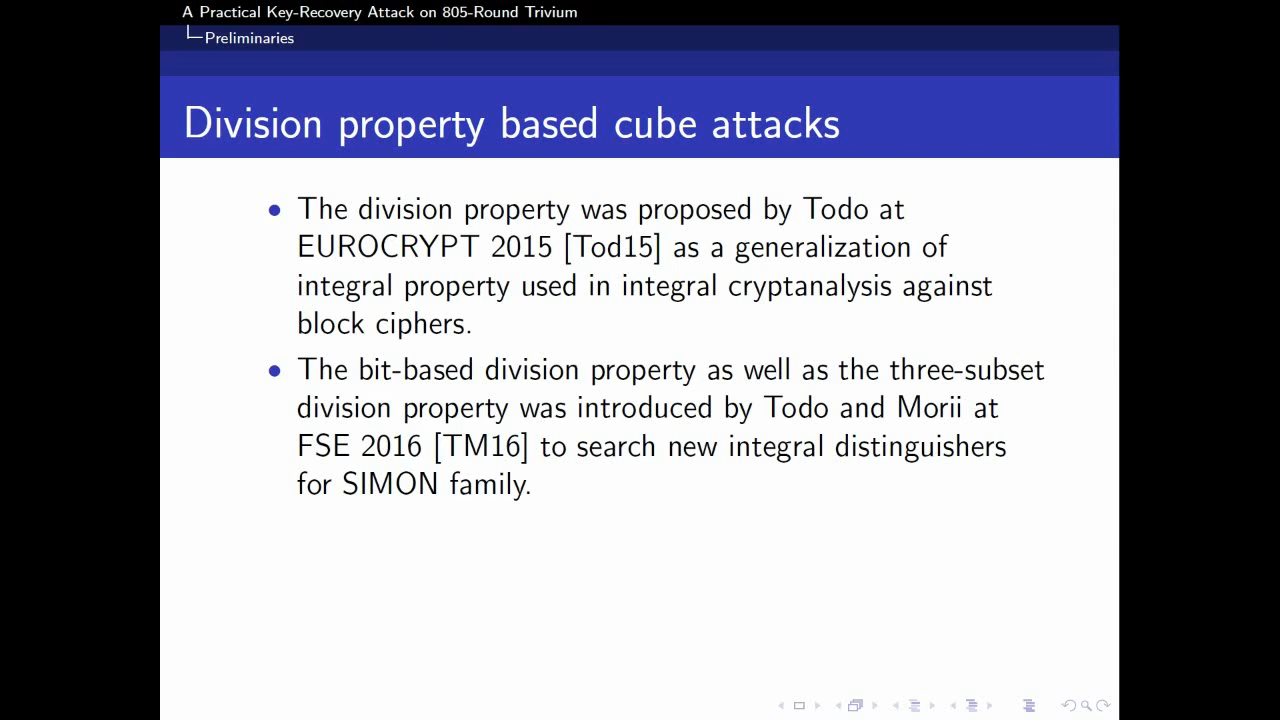 A Practical Key-Recovery Attack on 805-Round Trivium
Preliminaries
Division property based cube attacks
• The division property was proposed by Todo at
EUROCRYPT 2015 [Tod15] as a generalization of
integral property used in integral cryptanalysis against
block ciphers.
• The bit-based division property as well as the three-subset
division property was introduced by Todo and Morii at
FSE 2016 [TM16] to search new integral distinguishers
for SIMON family.